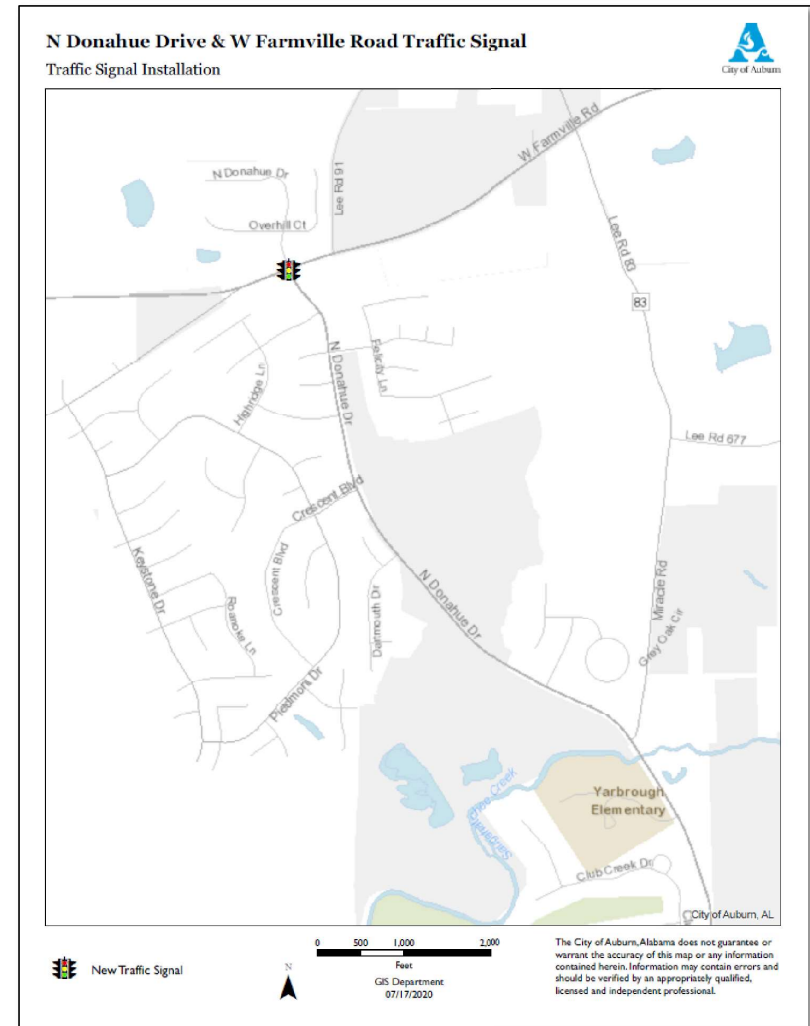 N Donahue Drive & W Farmville Road Traffic Signal
Traffic Signal Installation
City of Auburn
W Farmville Rd
N Donahue Dr
Lee Rd 91
Overhill Ct
Lee Rd 83
83
N Donahue Dr
Felicity Ln
Highridge Ln
Lee Rd 677
Crescent Blvd
Keystone Dr
Crescent Blvd
Roanoke Ln
Dartmouth Dr
N Donahue Dr
Miracle Rd
Grey Oak Cir
Piedmont Dr
Saugahatchee Creek
Yarbrough
Elementary
Club Creek Dr
City of Auburn, AL
New Traffic Signal
N
0 500 1,000 2,000
Feet
GIS Department
07/17/2020
The City of Auburn, Alabama does not guarantee or
warrant the accuracy of this map or any information
contained herein. Information may contain errors and
should be verified by an appropriately qualified,
licensed and independent professional.